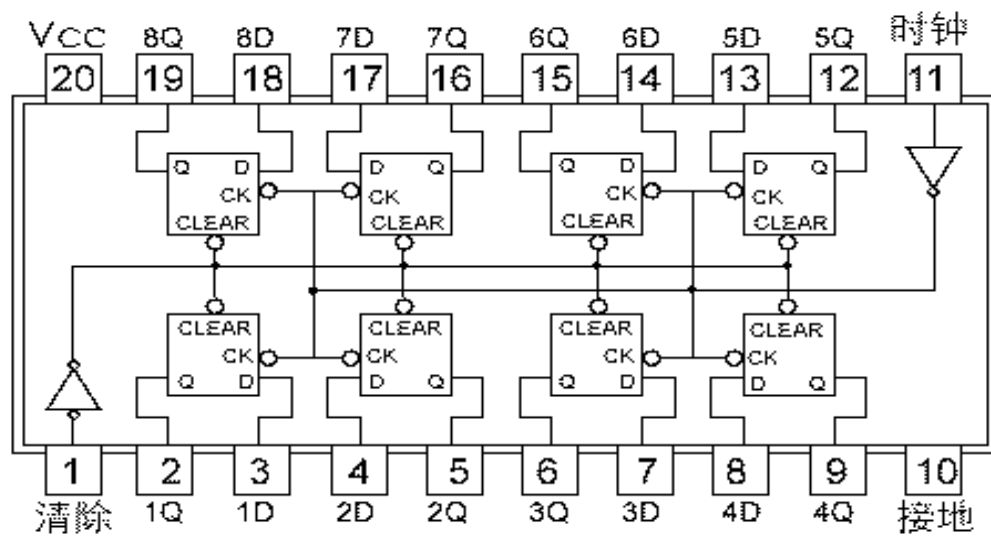 VCC 8Q 8D 7D 7Q 6Q 6D 5D 5Q 时钟
20 19 18 17 16 15 14 13 12 11
Q D D Q Q D D Q
CK CK CK CK
CLEAR CLEAR CLEAR CLEAR
CLEAR CLEAR CLEAR CLEAR
CK CK CK CK
Q D D Q Q D D Q
1 2 3 4 5 6 7 8 9 10
清除 1Q 1D 2D 2Q 3Q 3D 4D 4Q 接地